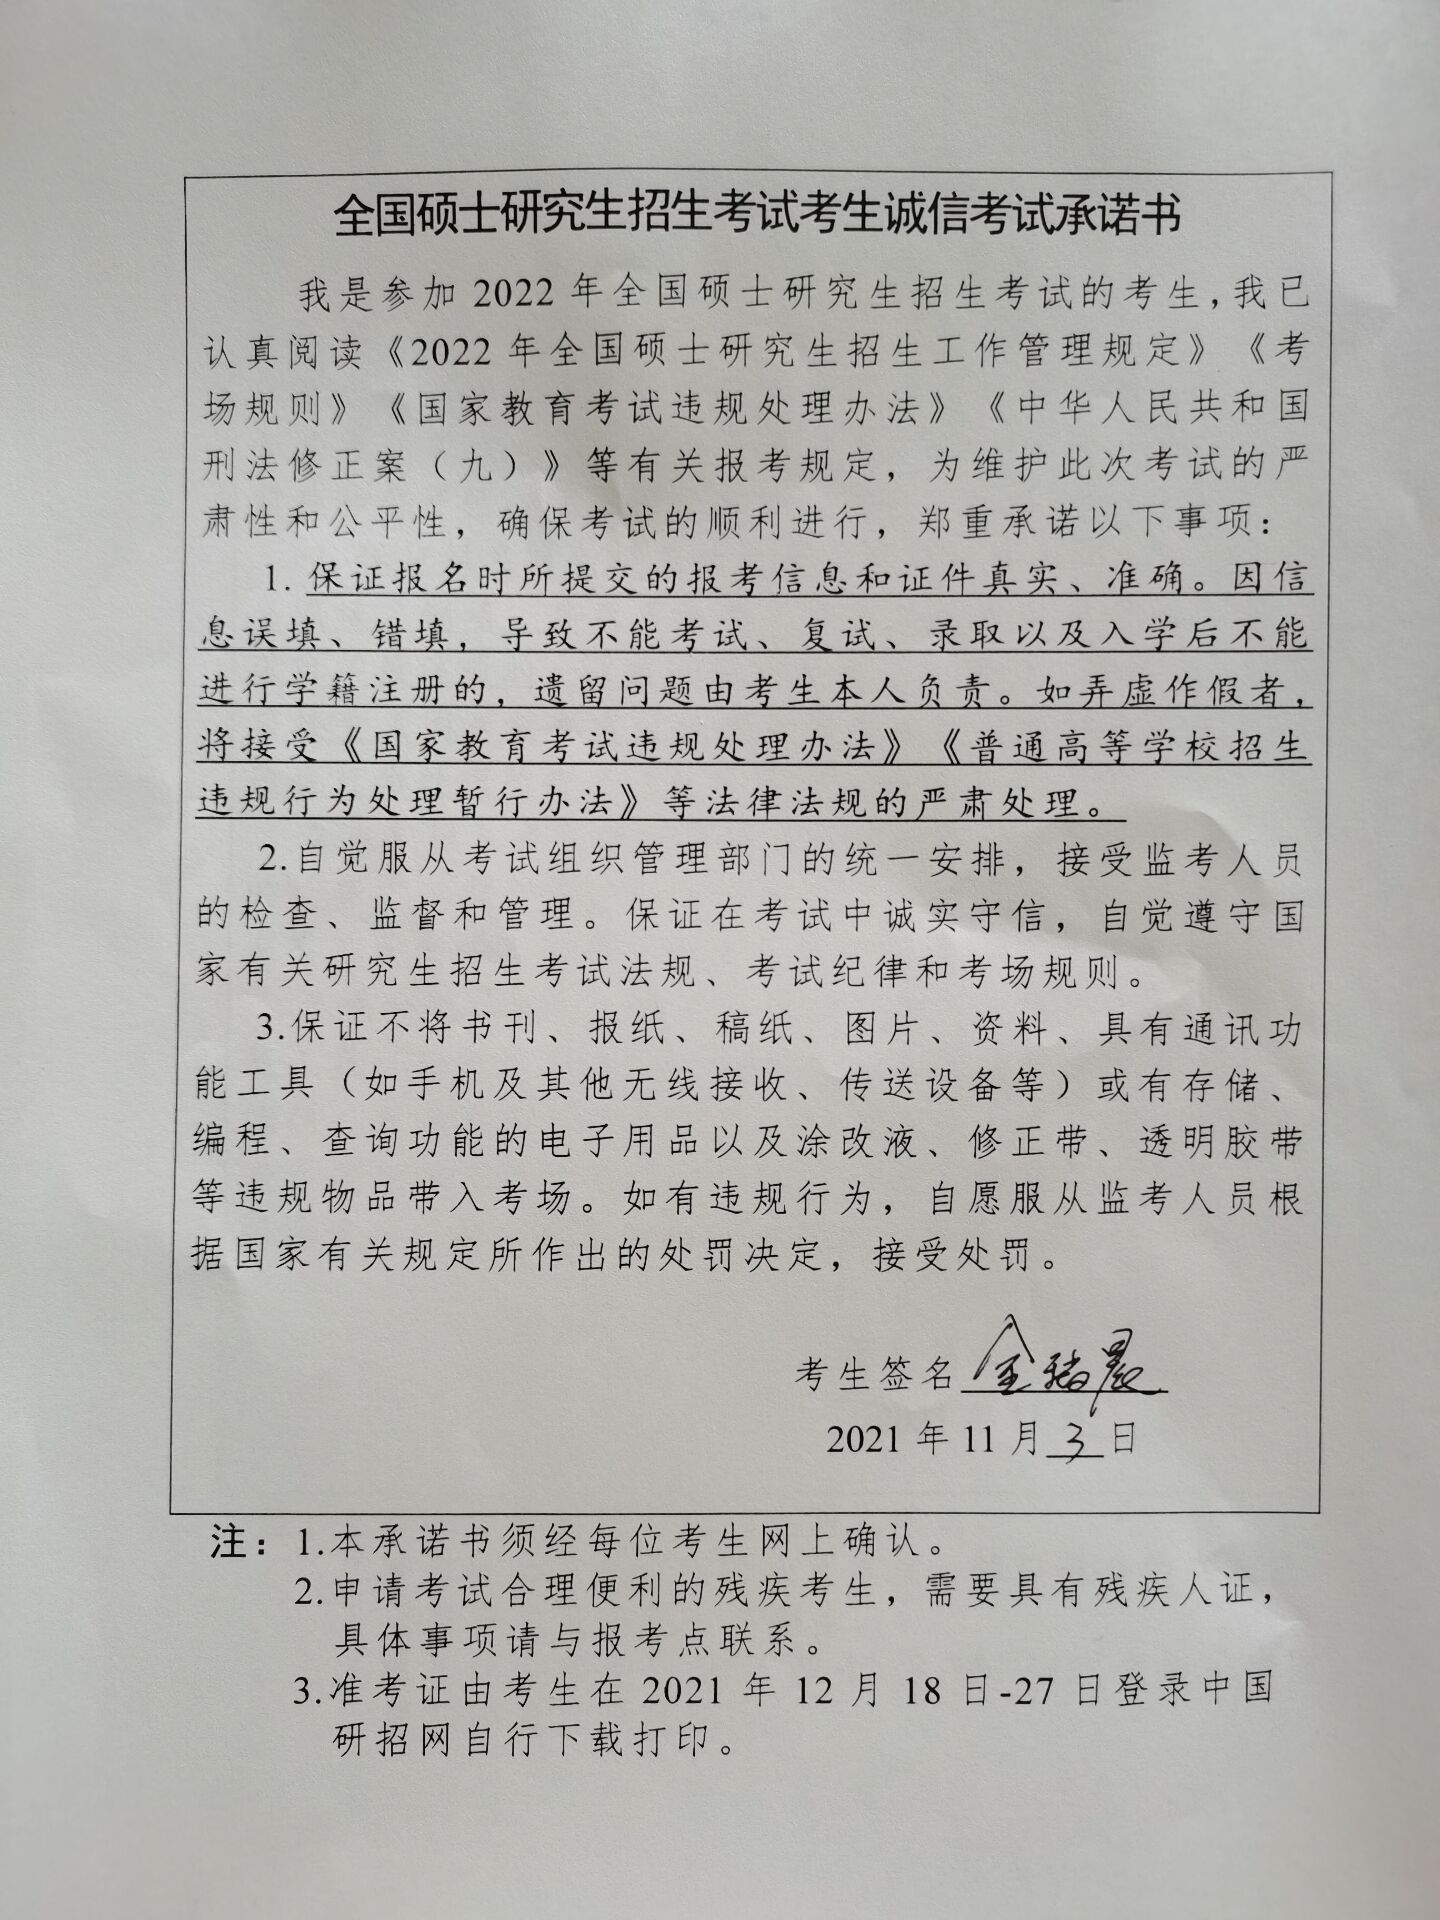 全国硕士研究生招生考试考生诚信考试承诺书
我是参加 2022 年全国硕士研究生招生考试的考生，我已
认真阅读《2022 年全国硕士研究生招生工作管理规定》《考
场规则》《国家教育考试违规处理办法》《中华人民共和国
刑法修正案（九）》等有关报考规定，为维护此次考试的严
肃性和公平性，确保考试的顺利进行，郑重承诺以下事项：
1. 保证报名时所提交的报考信息和证件真实、准确。因信
息误填、错填，导致不能考试、复试、录取以及入学后不能
进行学籍注册的，遗留问题由考生本人负责。如弄虚作假者，
将接受《国家教育考试违规处理办法》《普通高等学校招生
违规行为处理暂行办法》等法律法规的严肃处理。
2.自觉服从考试组织管理部门的统一安排，接受监考人员
的检查、监督和管理。保证在考试中诚实守信，自觉遵守国
家有关研究生招生考试法规、考试纪律和考场规则。
3.保证不将书刊、报纸、稿纸、图片、资料、具有通讯功
能工具（如手机及其他无线接收、传送设备等）或有存储、
编程、查询功能的电子用品以及涂改液、修正带、透明胶带
等违规物品带入考场。如有违规行为，自愿服从监考人员根
据国家有关规定所作出的处罚决定，接受处罚。
考生签名 金 晨
2021 年 11 月 3 日
注：1.本承诺书须经每位考生网上确认。
2.申请考试合理便利的残疾考生，需要具有残疾人证，
具体事项请与报考点联系。
3.准考证由考生在 2021 年 12 月 18 日-27 日登录中国
研招网自行下载打印。